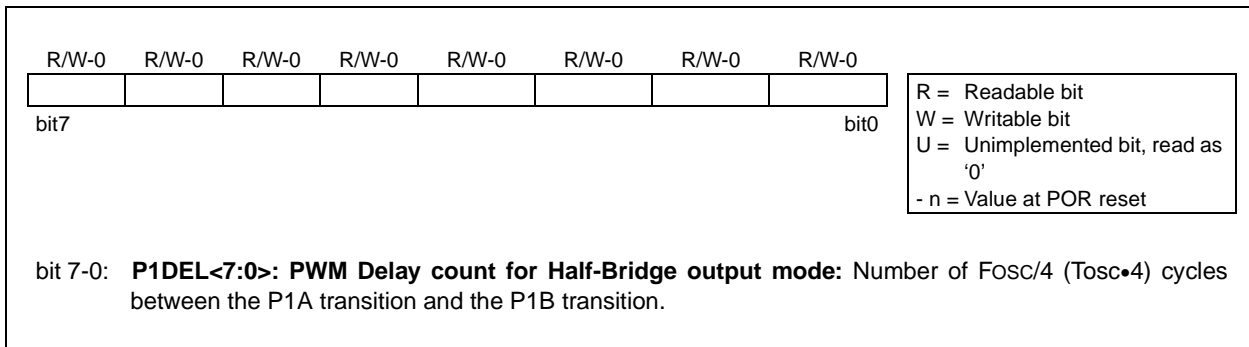 R/W-0 R/W-0 R/W-0 R/W-0 R/W-0 R/W-0 R/W-0 R/W-0
bit7 bit0
R = Readable bit
W = Writable bit
U = Unimplemented bit, read as
‘0’
- n = Value at POR reset
bit 7-0: P1DEL<7:0>: PWM Delay count for Half-Bridge output mode: Number of FOSC/4 (Tosc•4) cycles
between the P1A transition and the P1B transition.